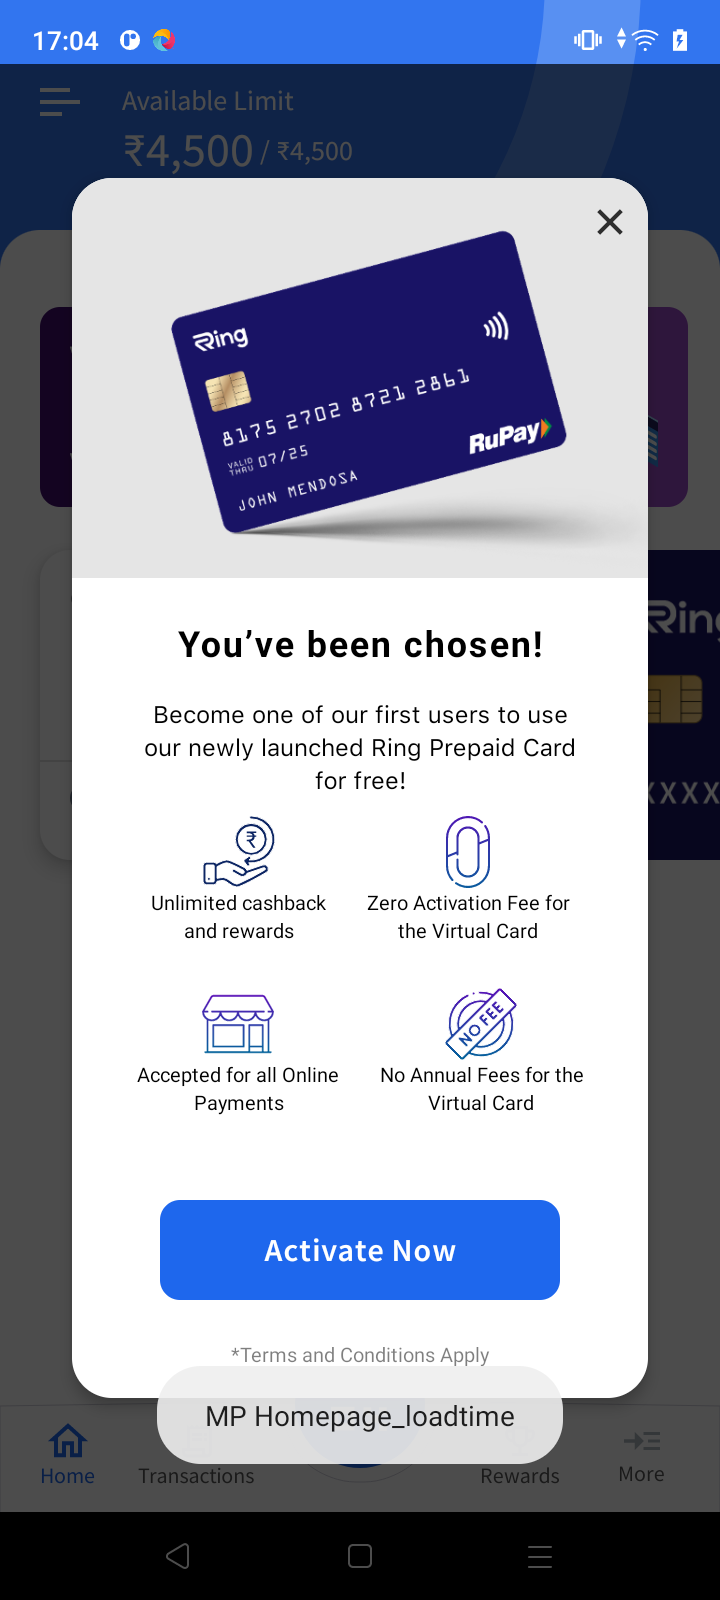 17:04
Available Limit
₹4,500 / ₹4,500
Ring
8175 2702 8721 2861
VALID THRU 07/25
JOHN MENDOSA
RuPay
Ring
XXXX
You’ve been chosen!
Become one of our first users to use
our newly launched Ring Prepaid Card
for free!
Unlimited cashback
and rewards
Zero Activation Fee for
the Virtual Card
NO FEE
Accepted for all Online
Payments
No Annual Fees for the
Virtual Card
Activate Now
*Terms and Conditions Apply
MP Homepage_loadtime
Home
Transactions
Rewards
More